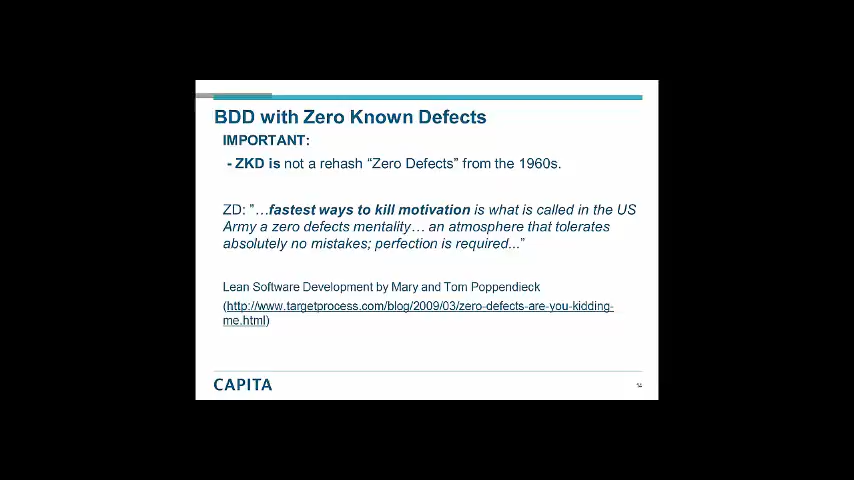 BDD with Zero Known Defects
IMPORTANT:
- ZKD is not a rehash “Zero Defects” from the 1960s.
ZD: ”…fastest ways to kill motivation is what is called in the US
Army a zero defects mentality… an atmosphere that tolerates
absolutely no mistakes; perfection is required...”
Lean Software Development by Mary and Tom Poppendieck
(http://www.targetprocess.com/blog/2009/03/zero-defects-are-you-kidding-
me.html)
CAPITA
14